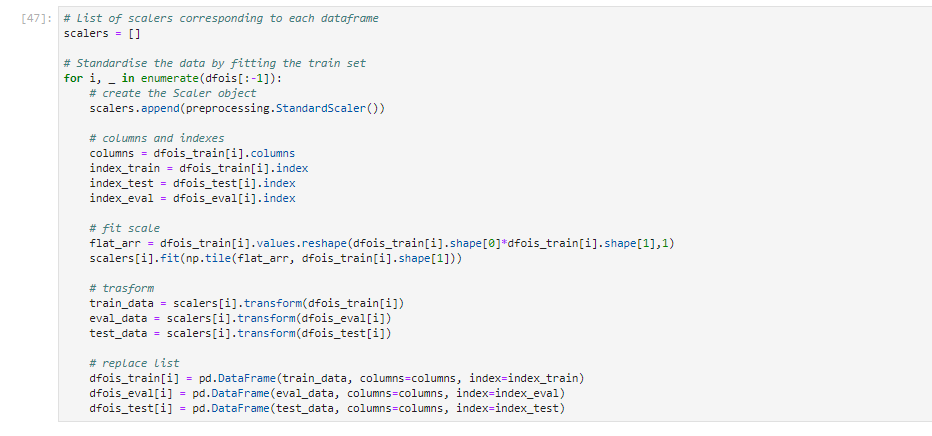 [47]: # List of scalers corresponding to each dataframe
scalers = []
# Standardise the data by fitting the train set
for i, _ in enumerate(dfois[:-1]):
# create the Scaler object
scalers.append(preprocessing.StandardScaler())
# columns and indexes
columns = dfois_train[i].columns
index_train = dfois_train[i].index
index_test = dfois_test[i].index
index_eval = dfois_eval[i].index
# fit scale
flat_arr = dfois_train[i].values.reshape(dfois_train[i].shape[0]*dfois_train[i].shape[1],1)
scalers[i].fit(np.tile(flat_arr, dfois_train[i].shape[1]))
# trasform
train_data = scalers[i].transform(dfois_train[i])
eval_data = scalers[i].transform(dfois_eval[i])
test_data = scalers[i].transform(dfois_test[i])
# replace list
dfois_train[i] = pd.DataFrame(train_data, columns=columns, index=index_train)
dfois_eval[i] = pd.DataFrame(eval_data, columns=columns, index=index_eval)
dfois_test[i] = pd.DataFrame(test_data, columns=columns, index=index_test)